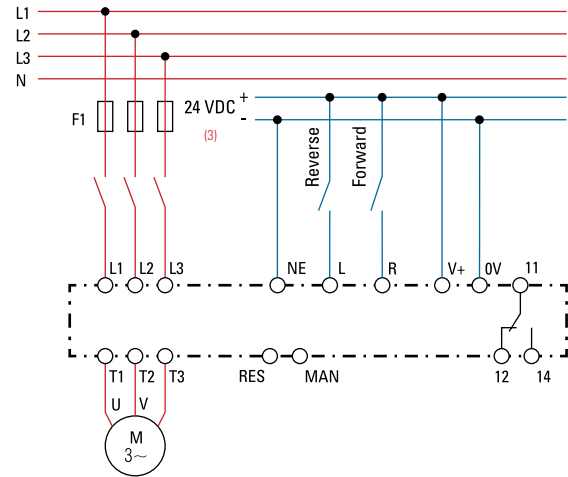 L1
L2
L3
N
F1
24 VDC
+
-
(3)
Reverse
Forward
L1 L2 L3 NE L R V+ 0V 11
T1 T2 T3 RES MAN 12 14
U V
M
3~